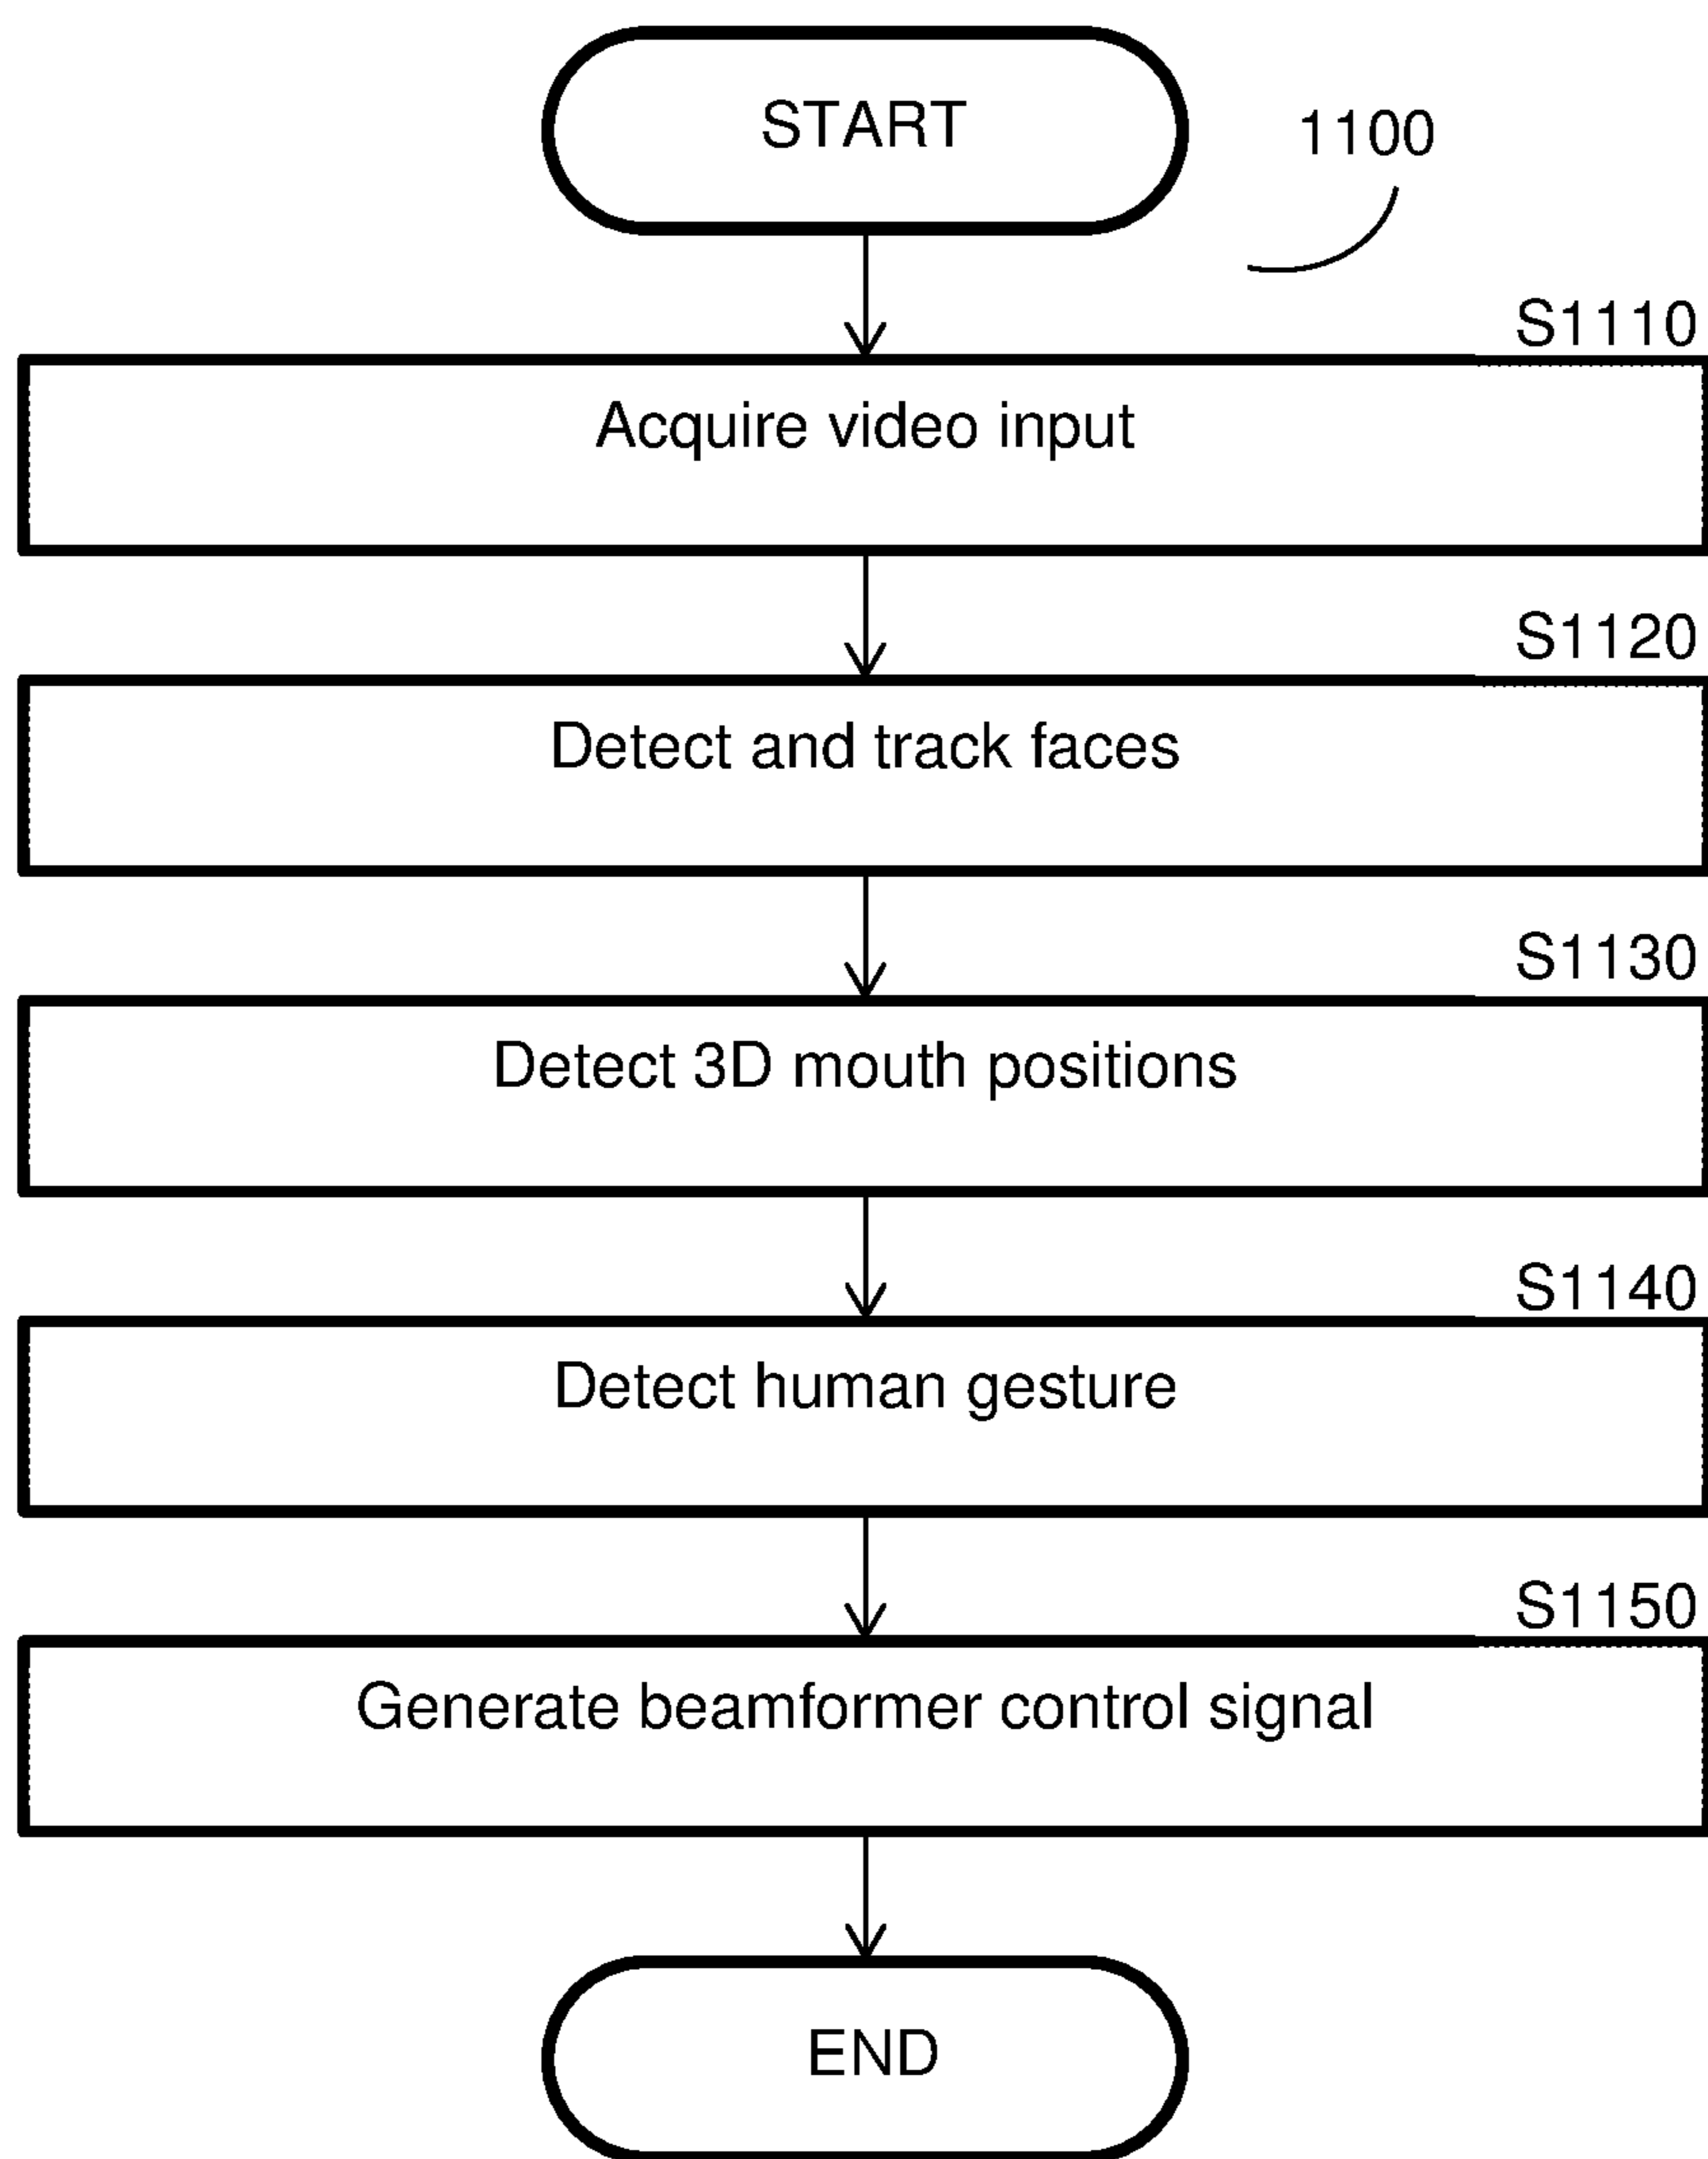 START
1100
S1110
Acquire video input
S1120
Detect and track faces
S1130
Detect 3D mouth positions
S1140
Detect human gesture
S1150
Generate beamformer control signal
END